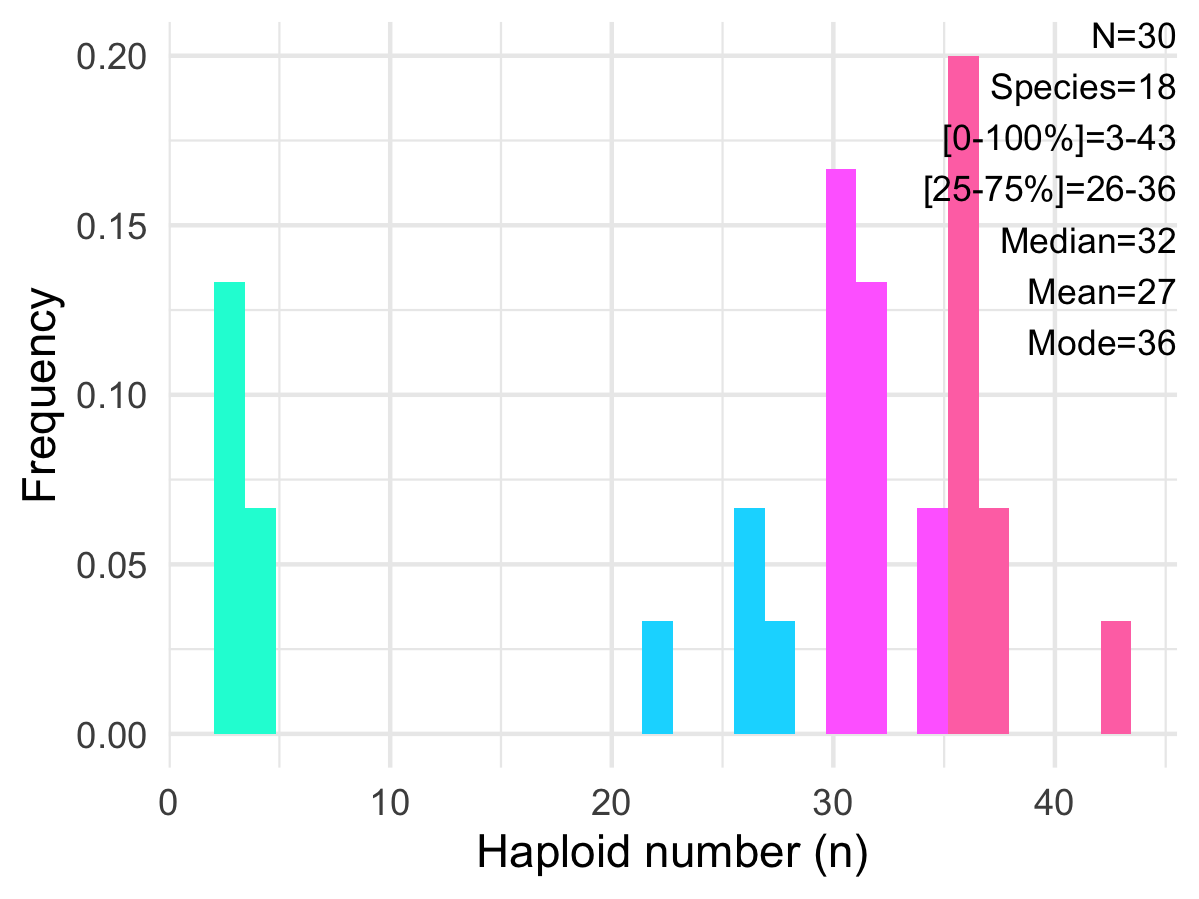 N=30
Species=18
[0-100%]=3-43
[25-75%]=26-36
Median=32
Mean=27
Mode=36
Frequency
0.20
0.15
0.10
0.05
0.00
0 10 20 30 40
Haploid number (n)